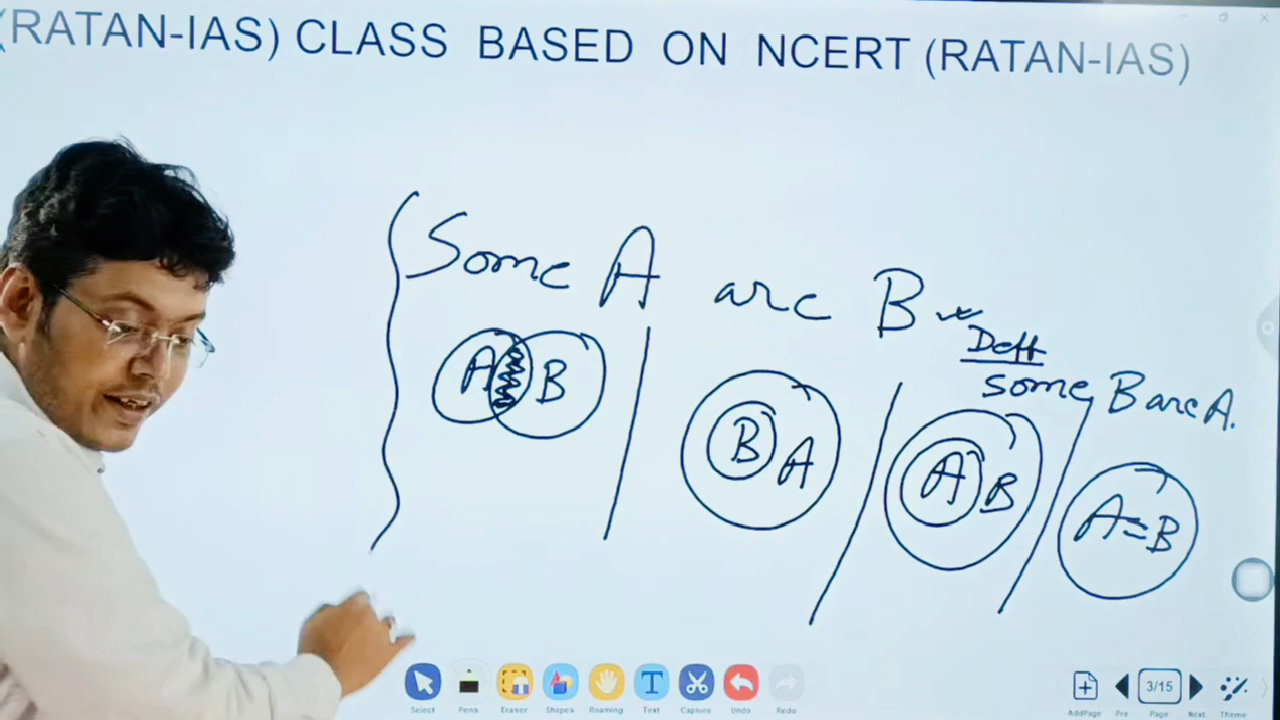 (RATAN-IAS) CLASS BASED ON NCERT (RATAN-IAS)
Some A are B
Deff
some B are A.
A B
B A
A B
A≡B
Select Pens Eraser Shapes Roaming Text Capture Undo Redo
3/15
AddPage Pre Page Next Theme